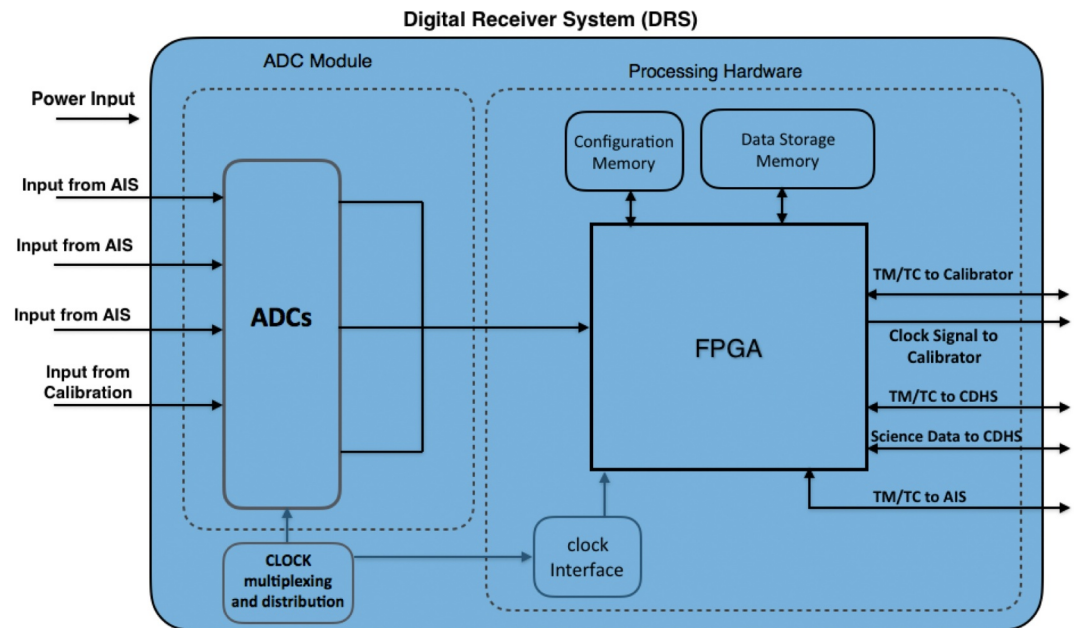 Digital Receiver System (DRS)
ADC Module
Processing Hardware
Power Input
Configuration
Memory
Data Storage
Memory
Input from AIS
Input from AIS
Input from AIS
Input from
Calibration
ADCs
FPGA
TM/TC to Calibrator
Clock Signal to
Calibrator
TM/TC to CDHS
Science Data to CDHS
TM/TC to AIS
CLOCK
multiplexing
and distribution
clock
Interface